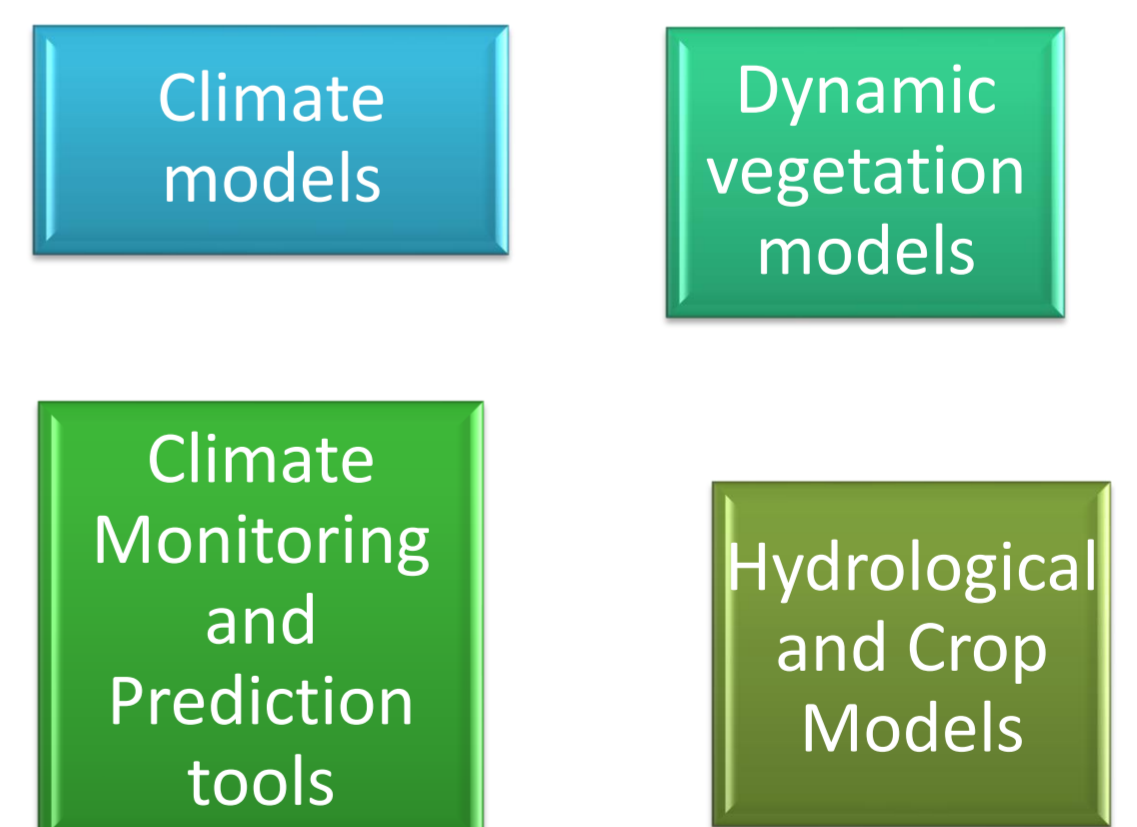 Climate
models
Dynamic
vegetation
models
Climate
Monitoring
and
Prediction
tools
Hydrological
and Crop
Models